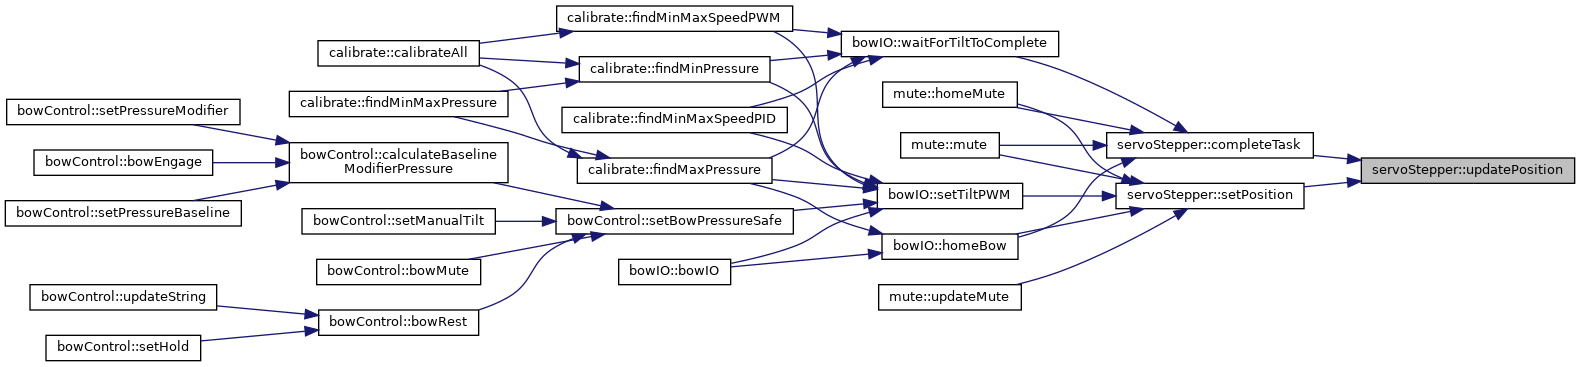 calibrate::findMinMaxSpeedPWM
bowIO::waitForTiltToComplete
calibrate::calibrateAll
calibrate::findMinPressure
calibrate::findMinMaxPressure
mute::homeMute
bowControl::setPressureModifier
calibrate::findMinMaxSpeedPID
mute::mute
servoStepper::completeTask
bowControl::calculateBaseline
ModifierPressure
bowControl::bowEngage
calibrate::findMaxPressure
servoStepper::updatePosition
bowIO::setTiltPWM
servoStepper::setPosition
bowControl::setPressureBaseline
bowControl::setManualTilt
bowControl::setBowPressureSafe
bowIO::homeBow
bowControl::bowMute
bowIO::bowIO
bowControl::updateString
mute::updateMute
bowControl::bowRest
bowControl::setHold